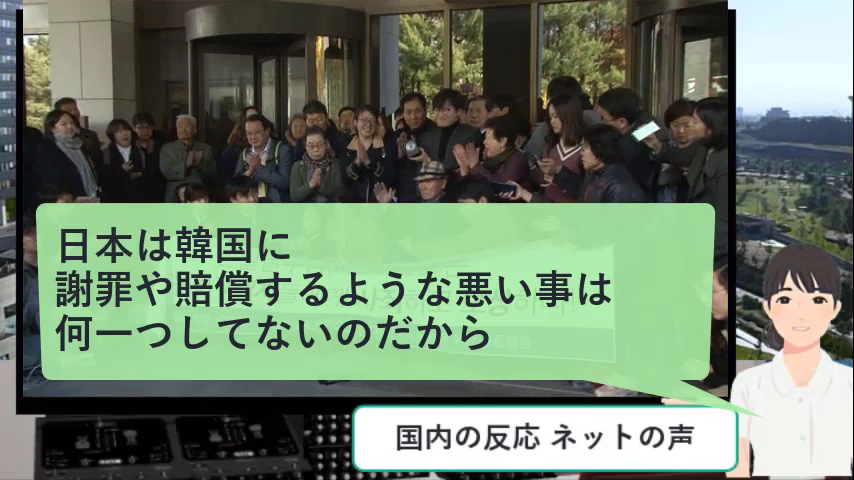 日本は韓国に
謝罪や賠償するような悪い事は
何一つしてないのだから
国内の反応 ネットの声